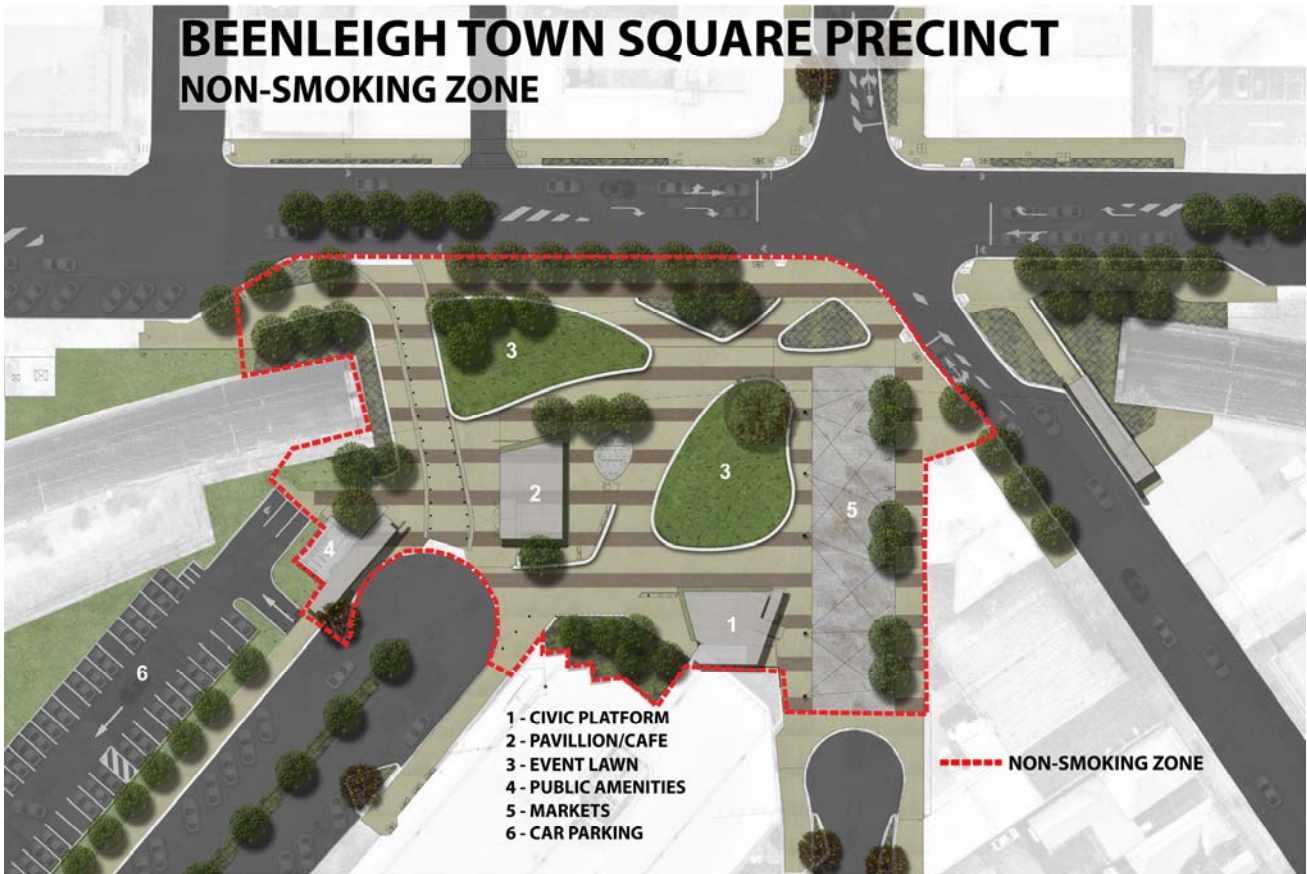 BEENLEIGH TOWN SQUARE PRECINCT
NON-SMOKING ZONE
3
3
2
5
4
1
6
1 - CIVIC PLATFORM
2 - PAVILLION/CAFE
3 - EVENT LAWN
4 - PUBLIC AMENITIES
5 - MARKETS
6 - CAR PARKING
NON-SMOKING ZONE